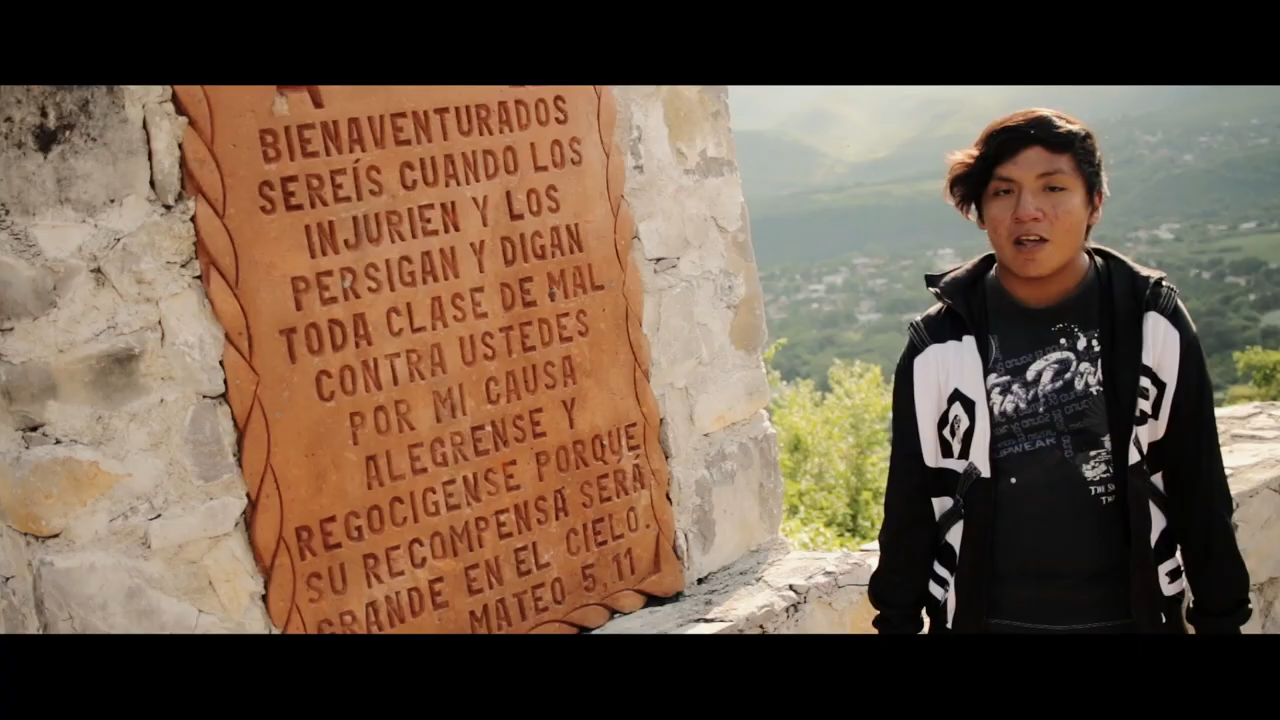 BIENAVENTURADOS
SEREÍS CUANDO LOS
INJURIEN Y LOS
PERSIGAN Y DIGAN
TODA CLASE DE MAL
CONTRA USTEDES
POR MI CAUSA
ALEGRENSE Y
REGOCIGENSE PORQUE
SU RECOMPENSA SERÁ
GRANDE EN EL CIELO.
MATEO 5,11